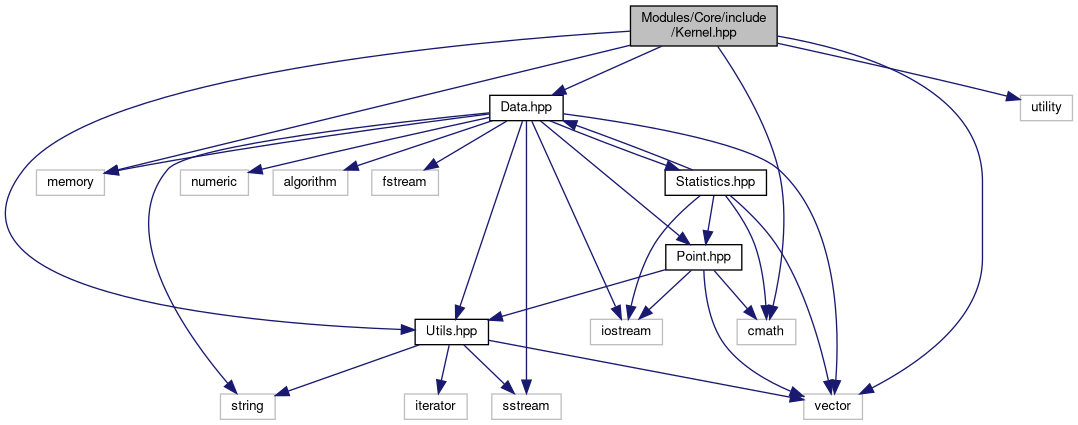 Modules/Core/include
/Kernel.hpp
Data.hpp
utility
memory
numeric
algorithm
fstream
Statistics.hpp
Point.hpp
Utils.hpp
iostream
cmath
string
iterator
sstream
vector